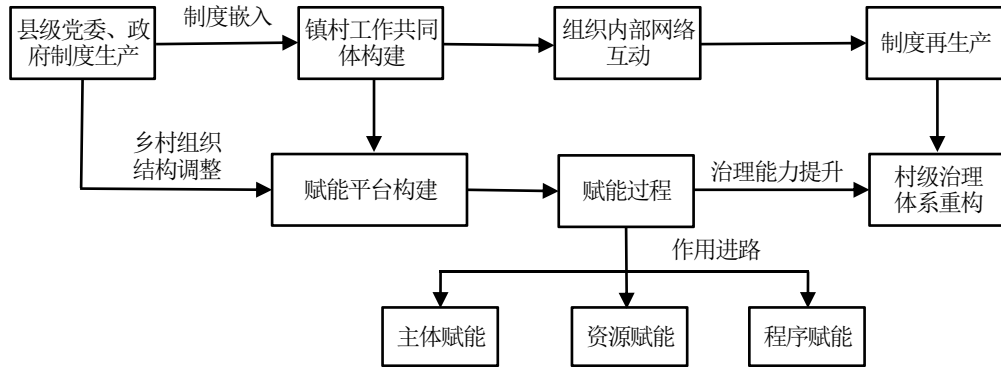 制度嵌入
县级党委、政
府制度生产
镇村工作共同
体构建
组织内部网络
互动
制度再生产
乡村组织
结构调整
赋能平台构建
赋能过程
治理能力提升
村级治理
体系重构
作用进路
主体赋能
资源赋能
程序赋能